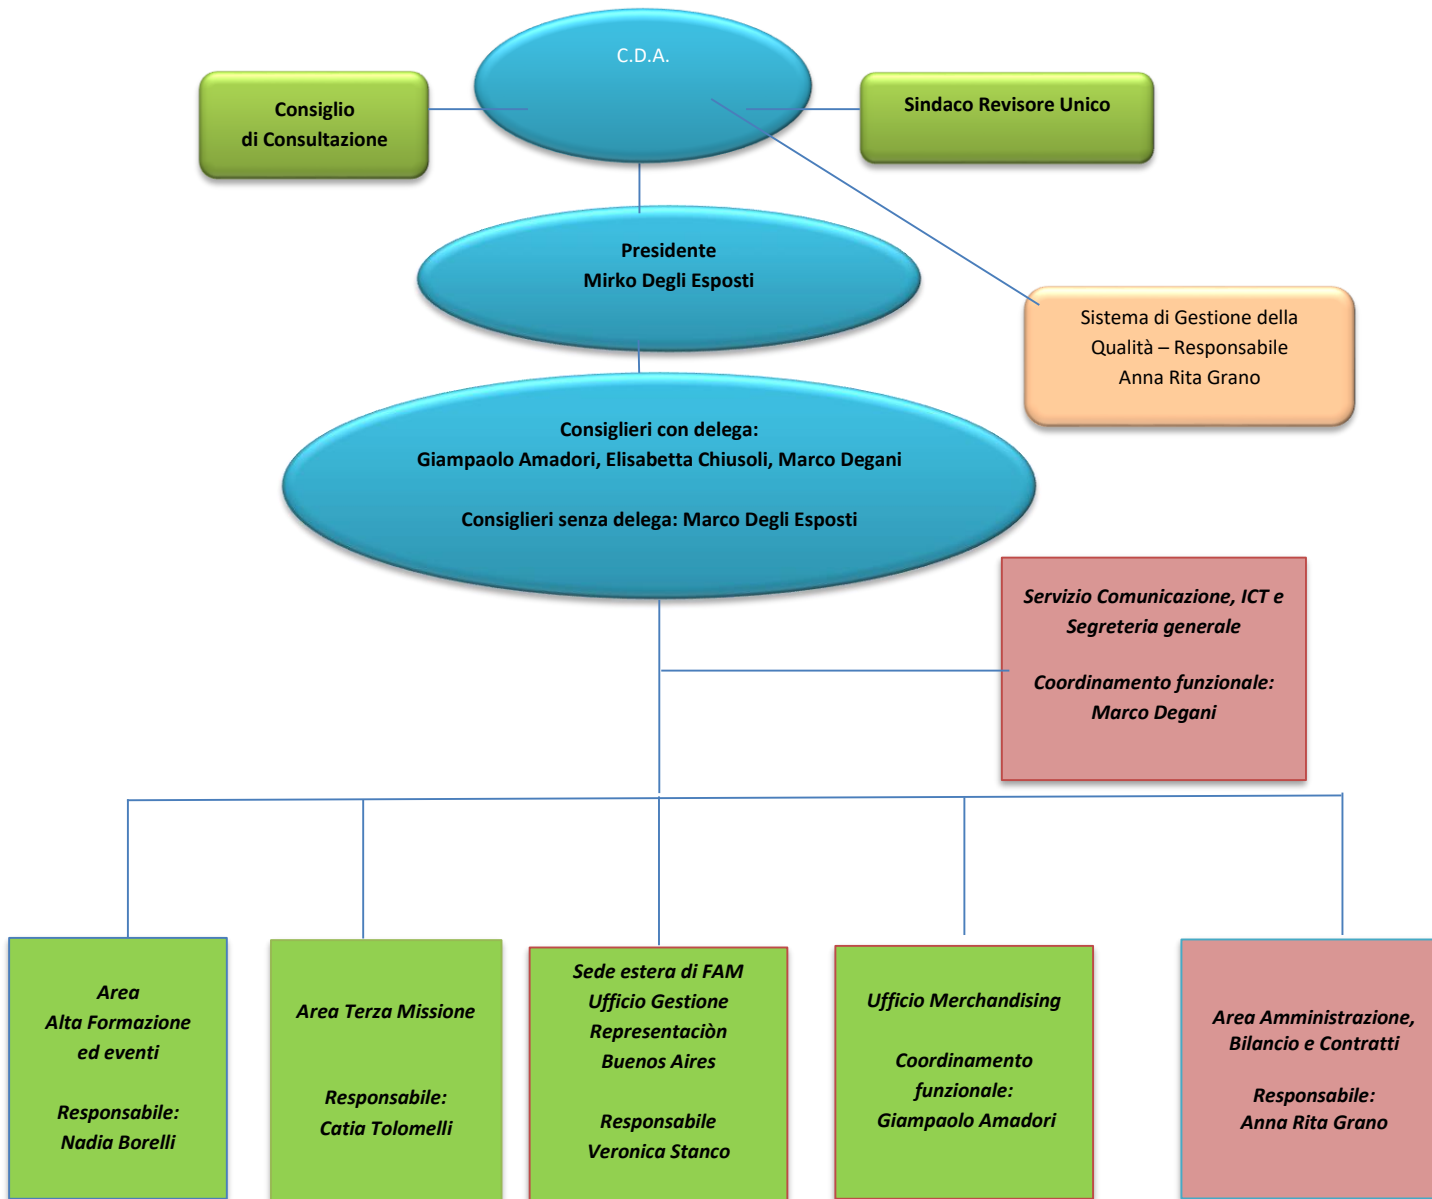 C.D.A.
Consiglio
di Consultazione
Sindaco Revisore Unico
Presidente
Mirko Degli Esposti
Sistema di Gestione della
Qualità – Responsabile
Anna Rita Grano
Consiglieri con delega:
Giampaolo Amadori, Elisabetta Chiusoli, Marco Degani
Consiglieri senza delega: Marco Degli Esposti
Servizio Comunicazione, ICT e
Segreteria generale
Coordinamento funzionale:
Marco Degani
Area
Alta Formazione
ed eventi
Responsabile:
Nadia Borelli
Area Terza Missione
Responsabile:
Catia Tolomelli
Sede estera di FAM
Ufficio Gestione
Representaciòn
Buenos Aires
Responsabile
Veronica Stanco
Ufficio Merchandising
Coordinamento
funzionale:
Giampaolo Amadori
Area Amministrazione,
Bilancio e Contratti
Responsabile:
Anna Rita Grano